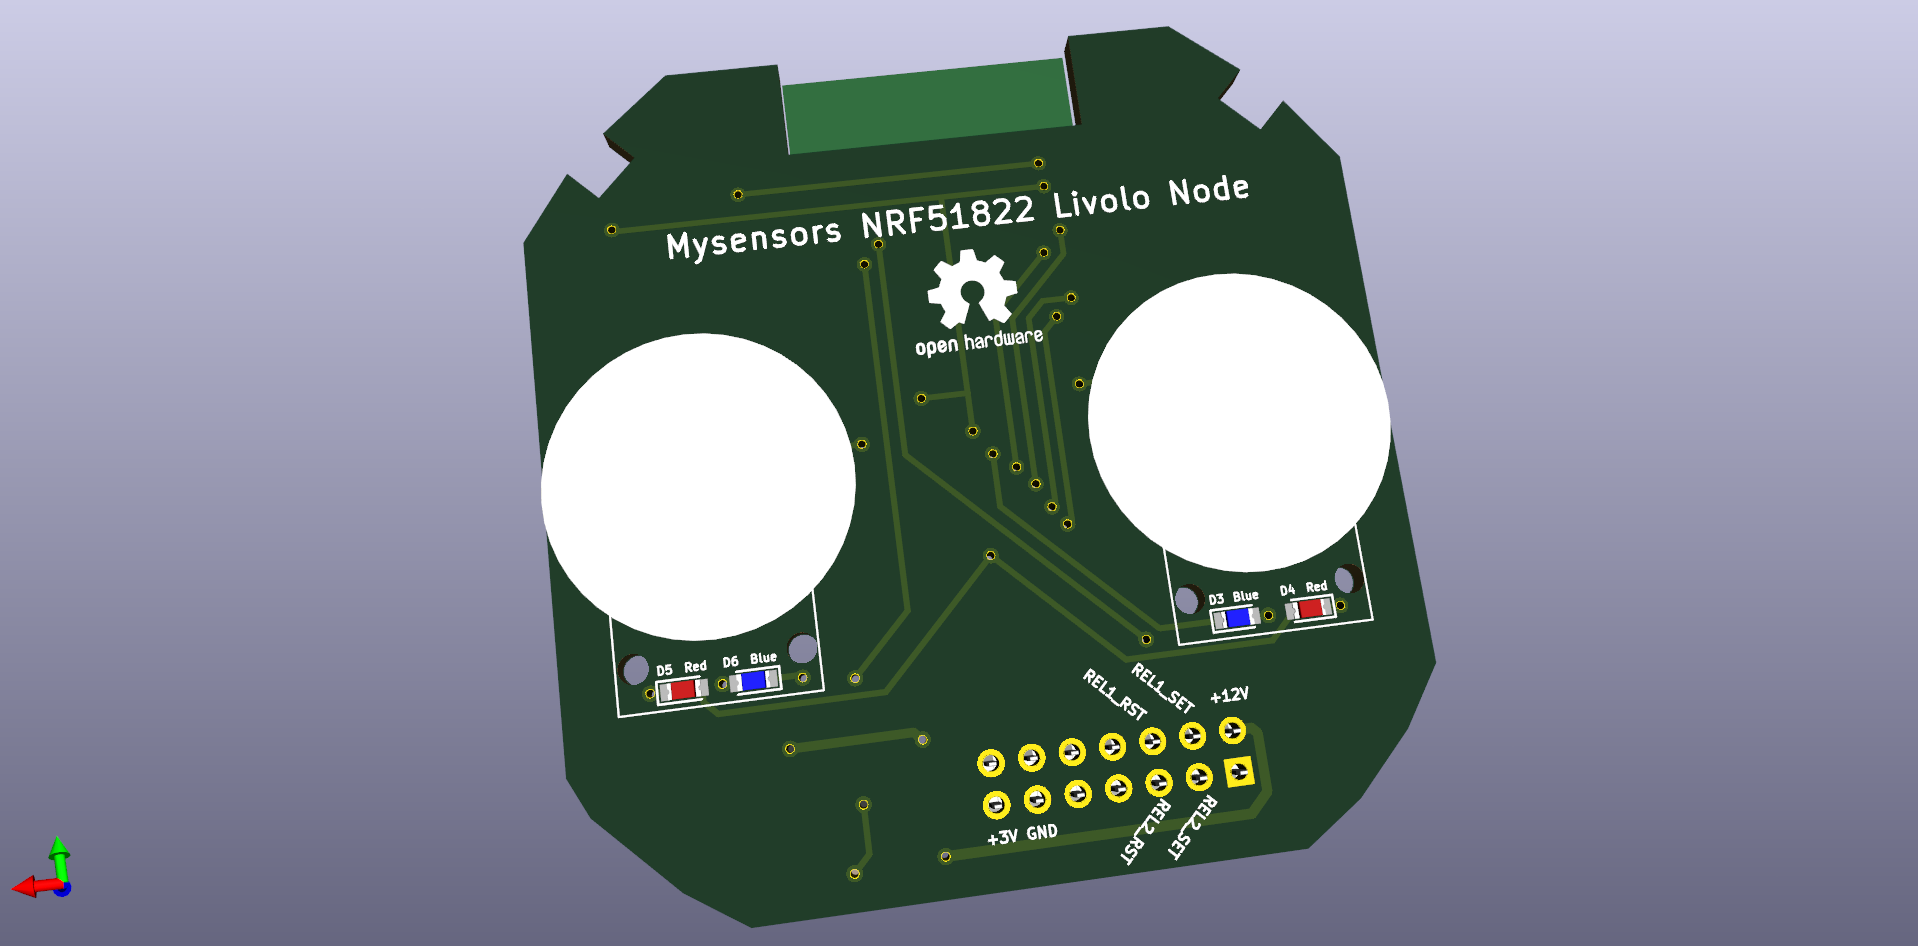 Mysensors NRF51822 Livolo Node
open hardware
D3 Blue D4 Red
D5 Red D6 Blue
REL1_RST REL1_SET +12V
+3V GND REL2_RST REL2_SET